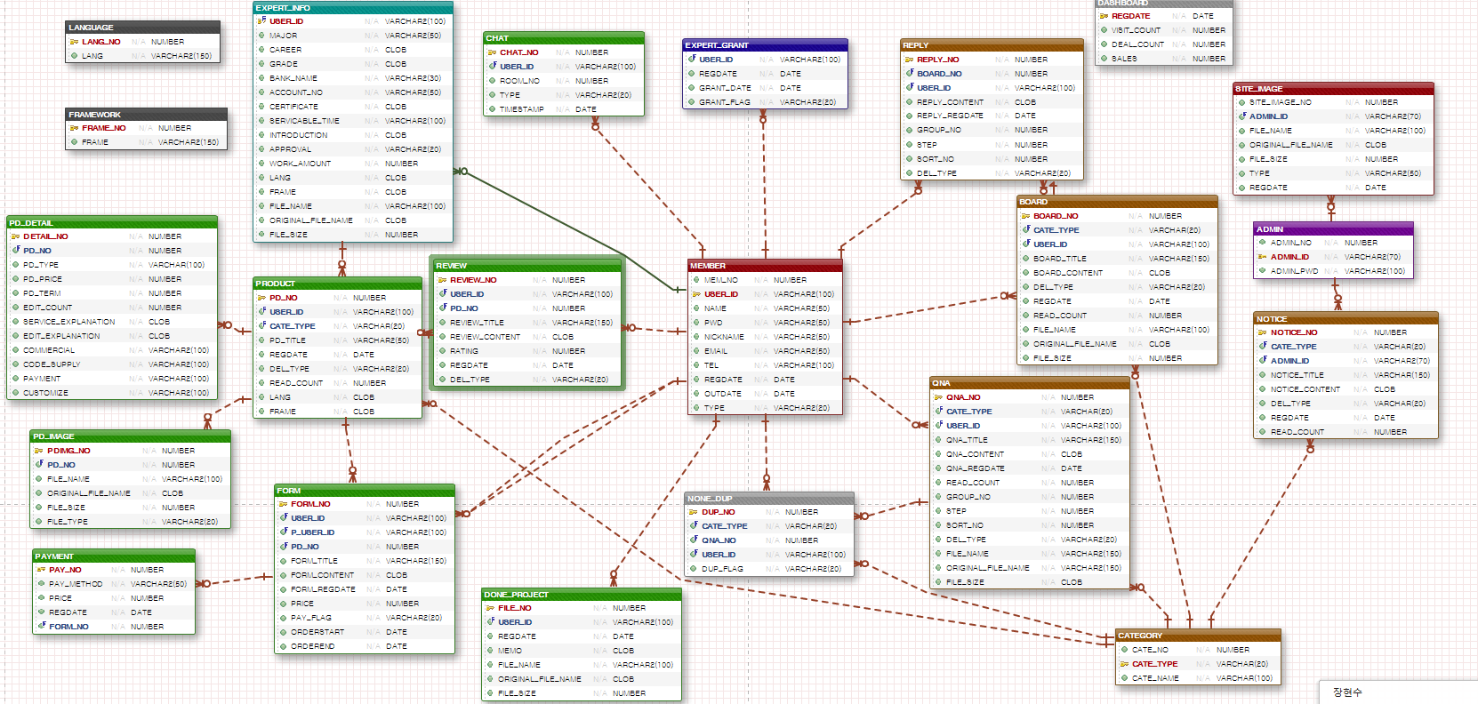 LANGUAGE
LANG_NO N/A NUMBER
LANG N/A VARCHAR2(150)
FRAMEWORK
FRAME_NO N/A NUMBER
FRAME N/A VARCHAR2(150)
EXPERT_INFO
USER_ID N/A VARCHAR2(100)
MAJOR N/A VARCHAR2(50)
CAREER N/A CLOB
GRADE N/A CLOB
BANK_NAME N/A VARCHAR2(30)
ACCOUNT_NO N/A VARCHAR2(50)
CERTIFICATE N/A CLOB
SERVICABLE_TIME N/A VARCHAR2(100)
INTRODUCTION N/A CLOB
APPROVAL N/A VARCHAR2(20)
WORK_AMOUNT N/A NUMBER
LANG N/A CLOB
FRAME N/A CLOB
FILE_NAME N/A VARCHAR2(100)
ORIGINAL_FILE_NAME N/A CLOB
FILE_SIZE N/A NUMBER
CHAT
CHAT_NO N/A NUMBER
USER_ID N/A VARCHAR2(100)
ROOM_NO N/A NUMBER
TYPE N/A VARCHAR2(20)
TIMESTAMP N/A DATE
EXPERT_GRANT
USER_ID N/A VARCHAR2(100)
REGDATE N/A DATE
GRANT_DATE N/A DATE
GRANT_FLAG N/A VARCHAR2(20)
REPLY
REPLY_NO N/A NUMBER
BOARD_NO N/A NUMBER
USER_ID N/A VARCHAR2(100)
REPLY_CONTENT N/A CLOB
REPLY_REGDATE N/A DATE
GROUP_NO N/A NUMBER
STEP N/A NUMBER
SORT_NO N/A NUMBER
DEL_TYPE N/A VARCHAR2(20)
DASHBOARD
REGDATE N/A DATE
VISIT_COUNT N/A NUMBER
DEAL_COUNT N/A NUMBER
SALES N/A NUMBER
SITE_IMAGE
SITE_IMAGE_NO N/A NUMBER
ADMIN_ID N/A VARCHAR2(70)
FILE_NAME N/A VARCHAR2(100)
ORIGINAL_FILE_NAME N/A CLOB
FILE_SIZE N/A NUMBER
TYPE N/A VARCHAR2(50)
REGDATE N/A DATE
PD_DETAIL
DETAIL_NO N/A NUMBER
PD_NO N/A NUMBER
PD_TYPE N/A VARCHAR(100)
PD_PRICE N/A NUMBER
PD_TERM N/A NUMBER
EDIT_COUNT N/A NUMBER
SERVICE_EXPLANATION N/A CLOB
EDIT_EXPLANATION N/A CLOB
COMMERCIAL N/A VARCHAR2(100)
CODE_SUPPLY N/A VARCHAR2(100)
PAYMENT N/A VARCHAR2(100)
CUSTOMIZE N/A VARCHAR2(100)
PRODUCT
PD_NO N/A NUMBER
USER_ID N/A VARCHAR2(100)
CATE_TYPE N/A VARCHAR(20)
PD_TITLE N/A VARCHAR2(50)
REGDATE N/A DATE
DEL_TYPE N/A VARCHAR2(20)
READ_COUNT N/A NUMBER
LANG N/A CLOB
FRAME N/A CLOB
REVIEW
REVIEW_NO N/A NUMBER
USER_ID N/A VARCHAR2(100)
PD_NO N/A NUMBER
REVIEW_TITLE N/A VARCHAR2(150)
REVIEW_CONTENT N/A CLOB
RATING N/A NUMBER
REGDATE N/A DATE
DEL_TYPE N/A VARCHAR2(20)
MEMBER
MEM_NO N/A NUMBER
USER_ID N/A VARCHAR2(100)
NAME N/A VARCHAR2(50)
PWD N/A VARCHAR2(50)
NICKNAME N/A VARCHAR2(50)
EMAIL N/A VARCHAR2(50)
TEL N/A VARCHAR2(100)
REGDATE N/A DATE
OUTDATE N/A DATE
TYPE N/A VARCHAR2(20)
BOARD
BOARD_NO N/A NUMBER
CATE_TYPE N/A VARCHAR(20)
USER_ID N/A VARCHAR2(100)
BOARD_TITLE N/A VARCHAR2(150)
BOARD_CONTENT N/A CLOB
DEL_TYPE N/A VARCHAR2(20)
REGDATE N/A DATE
READ_COUNT N/A NUMBER
FILE_NAME N/A VARCHAR2(100)
ORIGINAL_FILE_NAME N/A CLOB
FILE_SIZE N/A NUMBER
ADMIN
ADMIN_NO N/A NUMBER
ADMIN_ID N/A VARCHAR2(70)
ADMIN_PWD N/A VARCHAR2(100)
NOTICE
NOTICE_NO N/A NUMBER
CATE_TYPE N/A VARCHAR(20)
ADMIN_ID N/A VARCHAR2(70)
NOTICE_TITLE N/A VARCHAR(150)
NOTICE_CONTENT N/A CLOB
DEL_TYPE N/A VARCHAR(20)
REGDATE N/A DATE
READ_COUNT N/A NUMBER
PD_IMAGE
PDIMG_NO N/A NUMBER
PD_NO N/A NUMBER
FILE_NAME N/A VARCHAR2(100)
ORIGINAL_FILE_NAME N/A CLOB
FILE_SIZE N/A NUMBER
FILE_TYPE N/A VARCHAR2(20)
FORM
FORM_NO N/A NUMBER
USER_ID N/A VARCHAR2(100)
P_USER_ID N/A VARCHAR2(100)
PD_NO N/A NUMBER
FORM_TITLE N/A VARCHAR2(150)
FORM_CONTENT N/A CLOB
FORM_REGDATE N/A DATE
PRICE N/A NUMBER
PAY_FLAG N/A VARCHAR2(20)
ORDERSTART N/A DATE
ORDEREND N/A DATE
PAYMENT
PAY_NO N/A NUMBER
PAY_METHOD N/A VARCHAR2(50)
PRICE N/A NUMBER
REGDATE N/A DATE
FORM_NO N/A NUMBER
DONE_PROJECT
FILE_NO N/A NUMBER
USER_ID N/A VARCHAR2(100)
REGDATE N/A DATE
MEMO N/A CLOB
FILE_NAME N/A VARCHAR2(100)
ORIGINAL_FILE_NAME N/A CLOB
FILE_SIZE N/A NUMBER
NONE_DUP
DUP_NO N/A NUMBER
CATE_TYPE N/A VARCHAR(20)
QNA_NO N/A NUMBER
USER_ID N/A VARCHAR2(100)
DUP_FLAG N/A VARCHAR2(20)
QNA
QNA_NO N/A NUMBER
CATE_TYPE N/A VARCHAR(20)
USER_ID N/A VARCHAR2(100)
QNA_TITLE N/A VARCHAR2(150)
QNA_CONTENT N/A CLOB
QNA_REGDATE N/A DATE
READ_COUNT N/A NUMBER
GROUP_NO N/A NUMBER
STEP N/A NUMBER
SORT_NO N/A NUMBER
DEL_TYPE N/A VARCHAR2(20)
FILE_NAME N/A VARCHAR2(150)
ORIGINAL_FILE_NAME N/A VARCHAR2(150)
FILE_SIZE N/A CLOB
CATEGORY
CATE_NO N/A NUMBER
CATE_TYPE N/A VARCHAR(20)
CATE_NAME N/A VARCHAR(100)
장현수